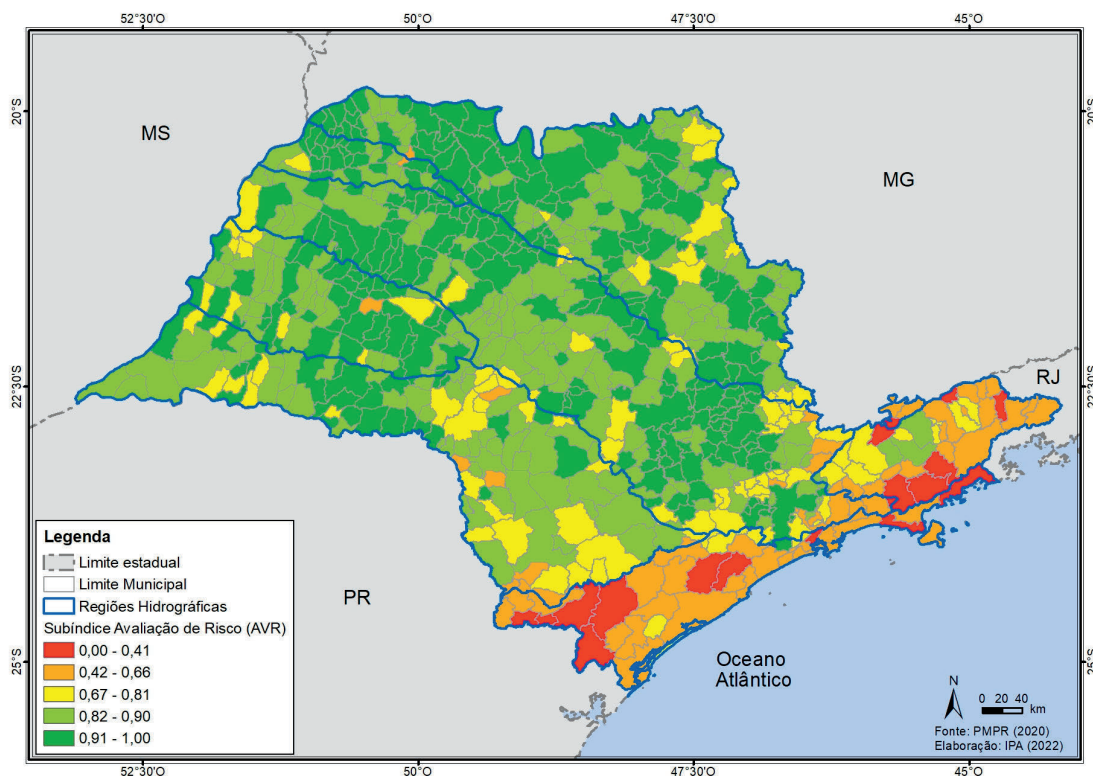 52°30'O 50°O 47°30'O 45°O
20°S 20°S
MS
MG
22°30'S 22°30'S
RJ
PR
25°S 25°S
Oceano
Atlântico
Legenda
Limite estadual
Limite Municipal
Regiões Hidrográficas
Subíndice Avaliação de Risco (AVR)
0,00 - 0,41
0,42 - 0,66
0,67 - 0,81
0,82 - 0,90
0,91 - 1,00
N
0 20 40
km
Fonte: PMPR (2020)
Elaboração: IPA (2022)
52°30'O 50°O 47°30'O 45°O